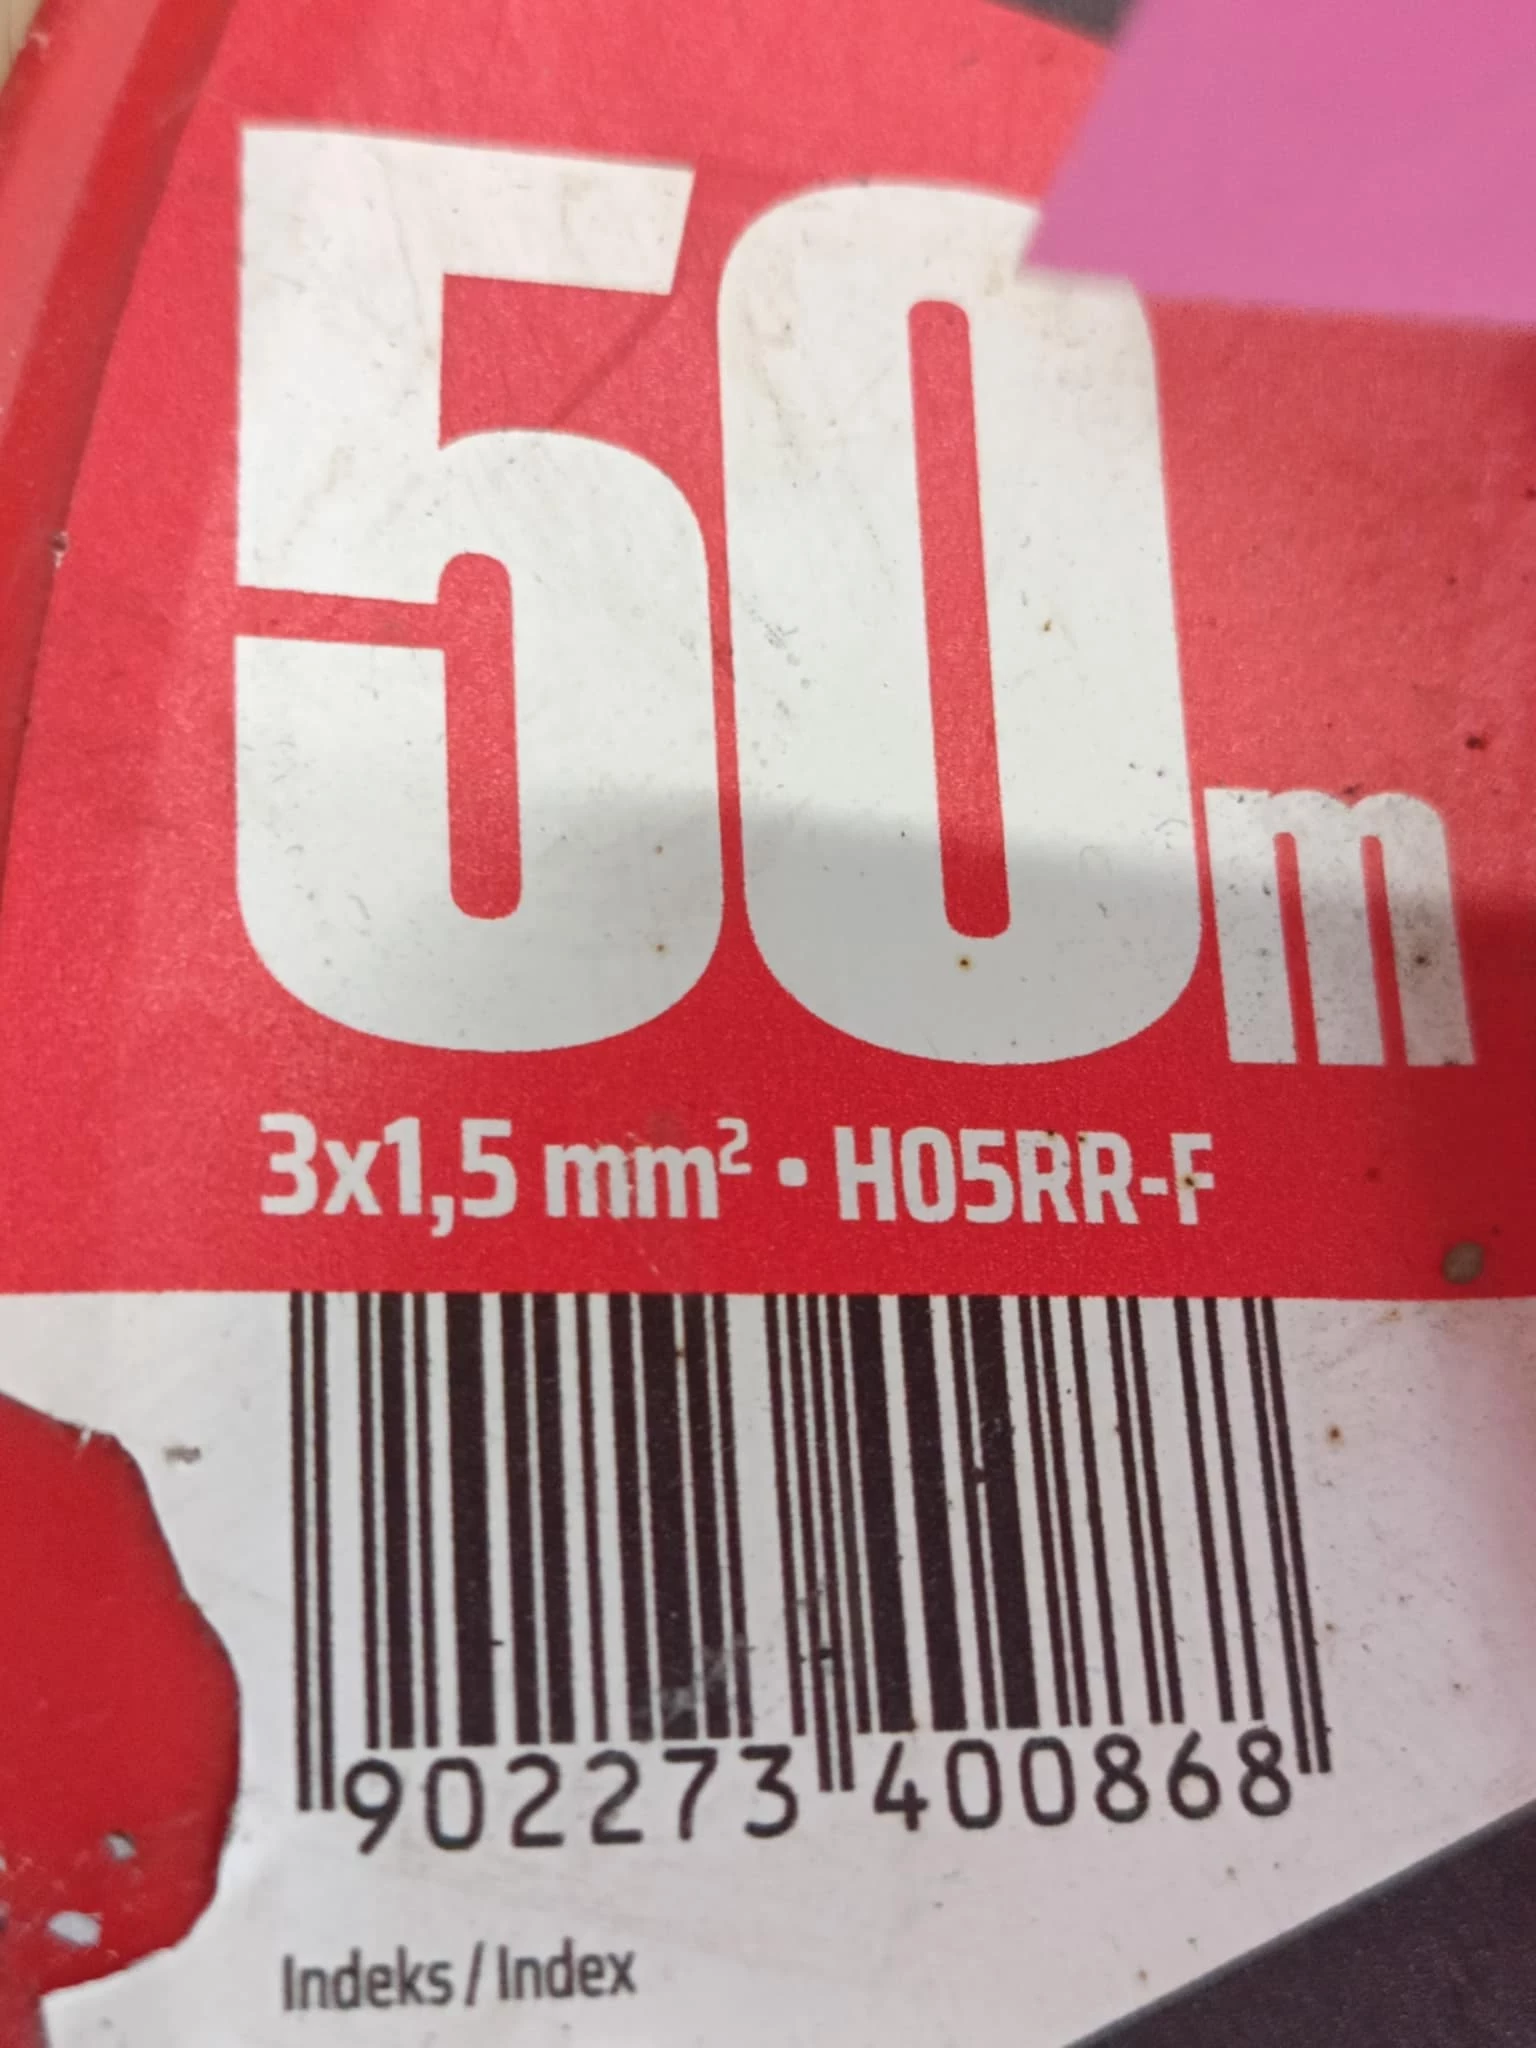 50m
3x1,5 mm² • H05RR-F
902273 400868
Indeks / Index